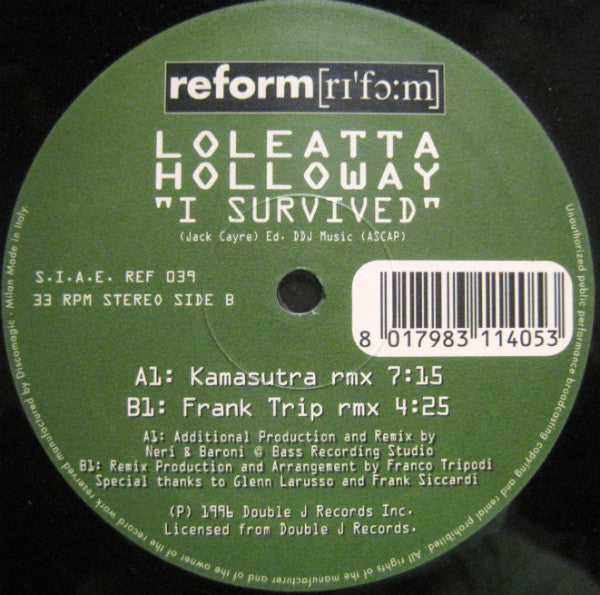 reform[rɪ'fɔ:m]
LOLEATTA
HOLLOWAY
"I SURVIVED"
(Jack Cayre) Ed. DDJ Music (ASCAP)
S.I.A.E. REF 039
33 RPM STEREO SIDE B
8 017983 114053
A1: Kamasutra rmx 7:15
B1: Frank Trip rmx 4:25
A1: Additional Production and Remix by
Neri & Baroni @ Bass Recording Studio
B1: Remix Production and Arrangement by Franco Tripodi
Special thanks to Glenn Larusso and Frank Siccardi
(P) 1996 Double J Records Inc.
Licensed from Double J Records.
Unauthorized public performance broadcasting copying and rental prohibited. All rights of the manufacturer and of the owner of the record work reserved manufactured by Discomagic - Milan Made in Italy.